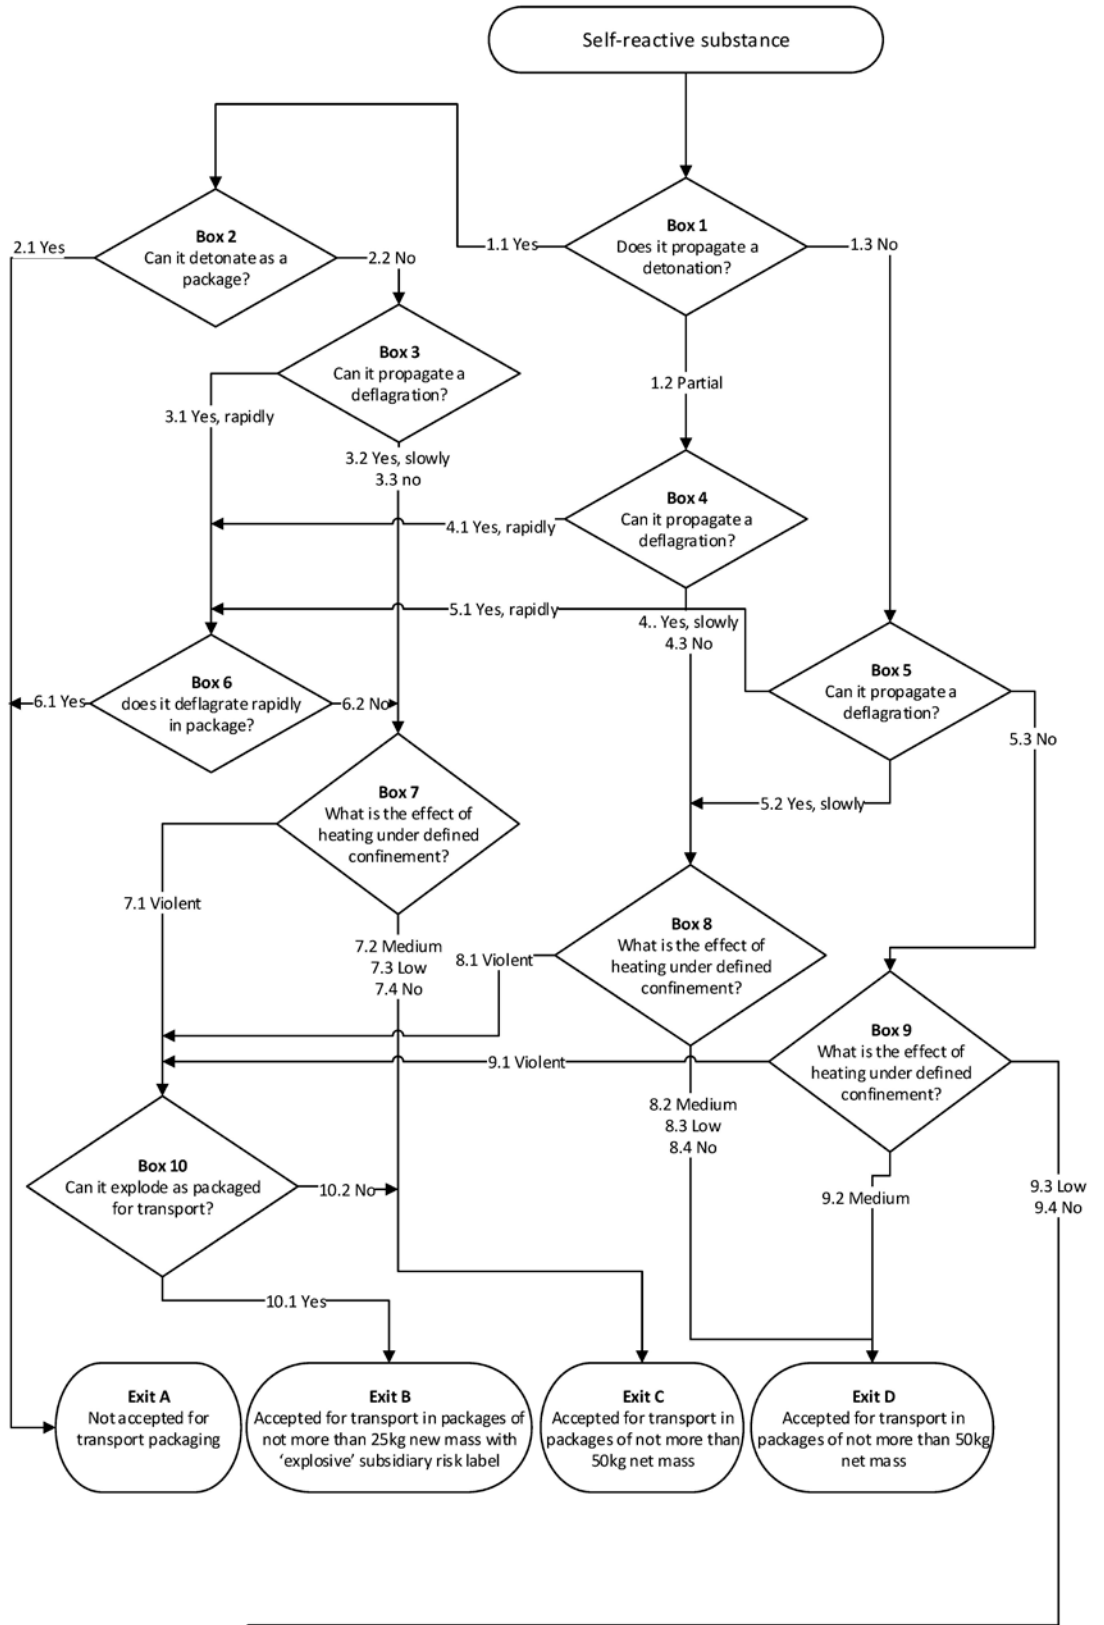 Self-reactive substance
Box 1
Does it propagate a
detonation?
1.1 Yes
1.3 No
1.2 Partial
Box 2
Can it detonate as a
package?
2.1 Yes
2.2 No
Box 3
Can it propagate a
deflagration?
3.1 Yes, rapidly
3.2 Yes, slowly
3.3 no
Box 4
Can it propagate a
deflagration?
4.1 Yes, rapidly
4.. Yes, slowly
4.3 No
5.1 Yes, rapidly
Box 5
Can it propagate a
deflagration?
5.3 No
5.2 Yes, slowly
Box 6
does it deflagrate rapidly
in package?
6.1 Yes
6.2 No
Box 7
What is the effect of
heating under defined
confinement?
7.1 Violent
7.2 Medium
7.3 Low
7.4 No
Box 8
What is the effect of
heating under defined
confinement?
8.1 Violent
8.2 Medium
8.3 Low
8.4 No
Box 9
What is the effect of
heating under defined
confinement?
9.1 Violent
9.2 Medium
9.3 Low
9.4 No
Box 10
Can it explode as packaged
for transport?
10.2 No
10.1 Yes
Exit A
Not accepted for
transport packaging
Exit B
Accepted for transport in packages of
not more than 25kg new mass with
‘explosive’ subsidiary risk label
Exit C
Accepted for transport in
packages of not more than
50kg net mass
Exit D
Accepted for transport in
packages of not more than 50kg
net mass